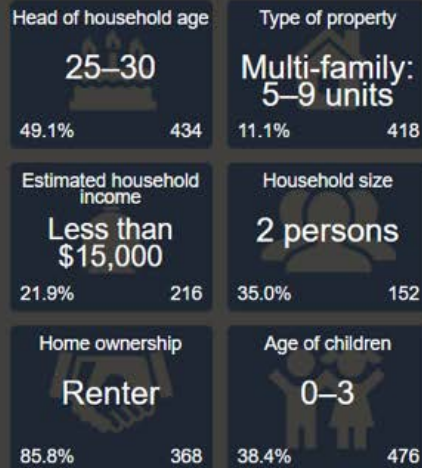 Head of household age
25–30
49.1% 434
Type of property
Multi-family:
5–9 units
11.1% 418
Estimated household
income
Less than
$15,000
21.9% 216
Household size
2 persons
35.0% 152
Home ownership
Renter
85.8% 368
Age of children
0–3
38.4% 476